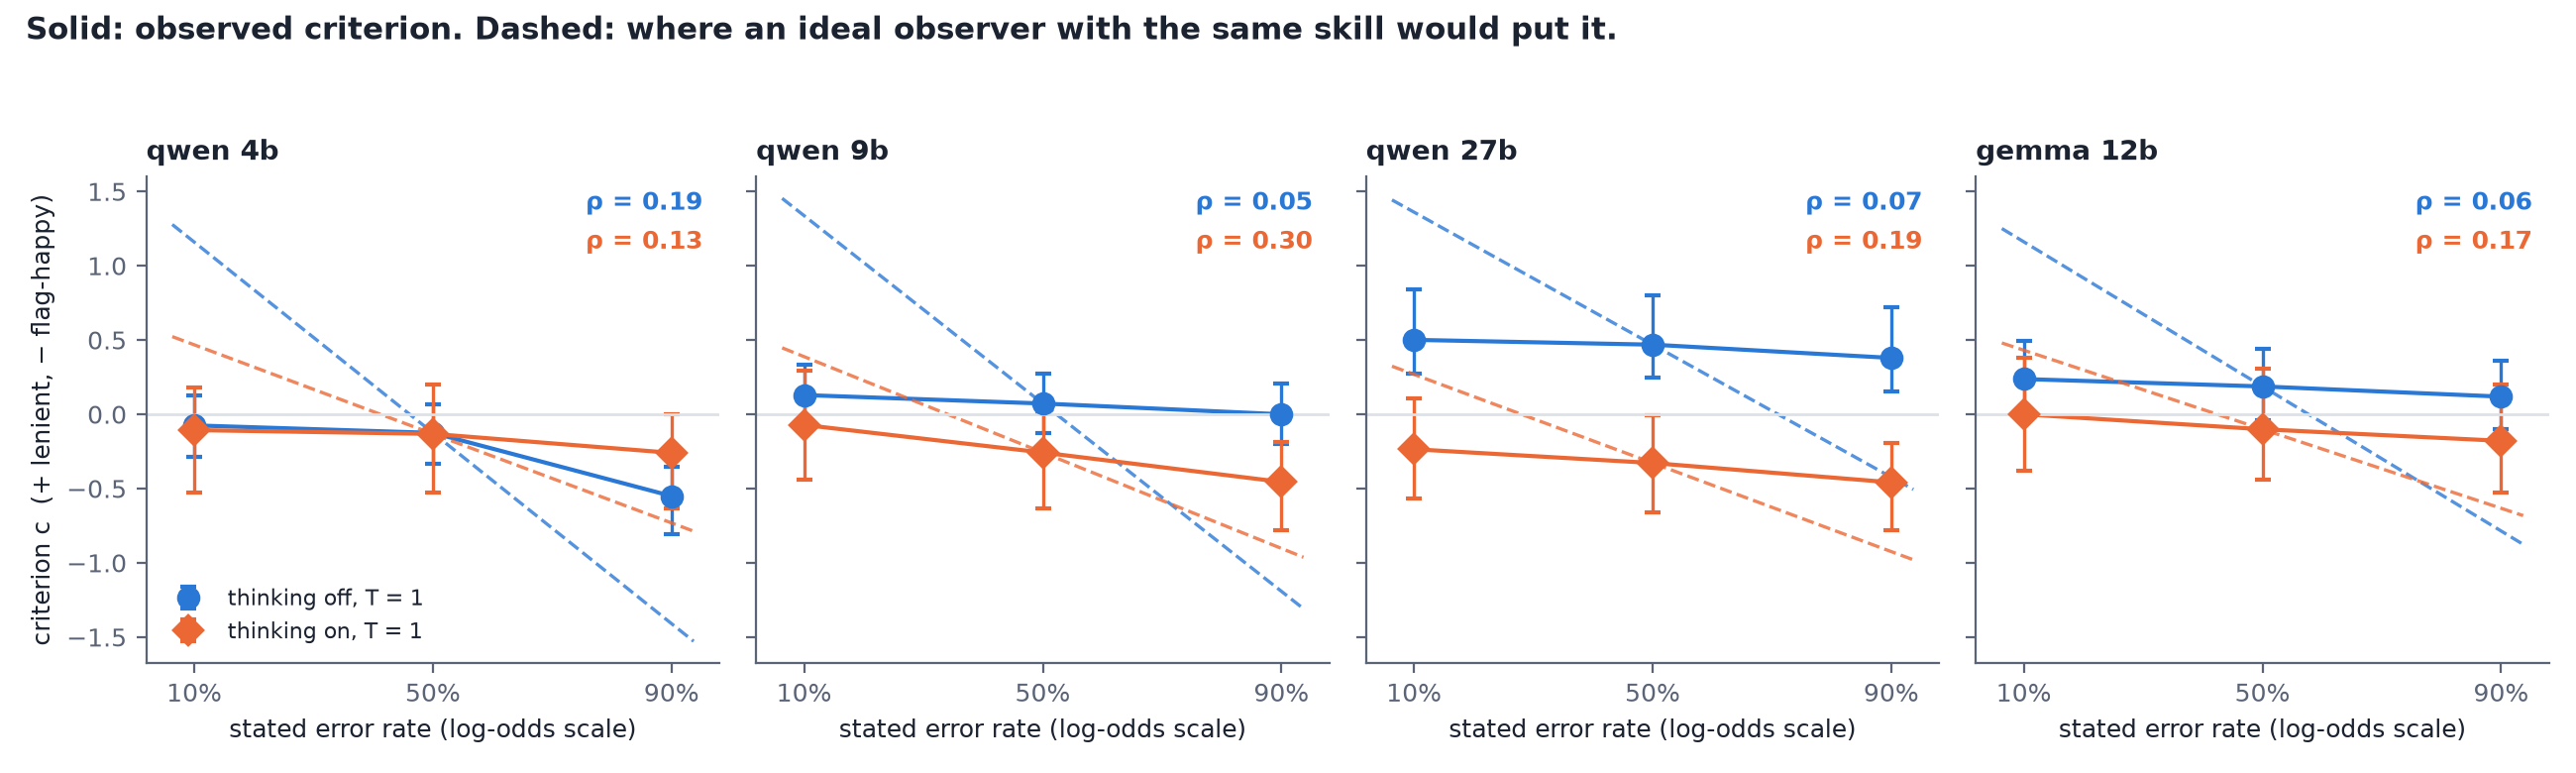 Solid: observed criterion. Dashed: where an ideal observer with the same skill would put it.
qwen 4b
qwen 9b
qwen 27b
gemma 12b
criterion c (+ lenient, − flag-happy)
1.5
1.0
0.5
0.0
−0.5
−1.0
−1.5
ρ = 0.19
ρ = 0.13
ρ = 0.05
ρ = 0.30
ρ = 0.07
ρ = 0.19
ρ = 0.06
ρ = 0.17
thinking off, T = 1
thinking on, T = 1
10% 50% 90%
10% 50% 90%
10% 50% 90%
10% 50% 90%
stated error rate (log-odds scale)
stated error rate (log-odds scale)
stated error rate (log-odds scale)
stated error rate (log-odds scale)